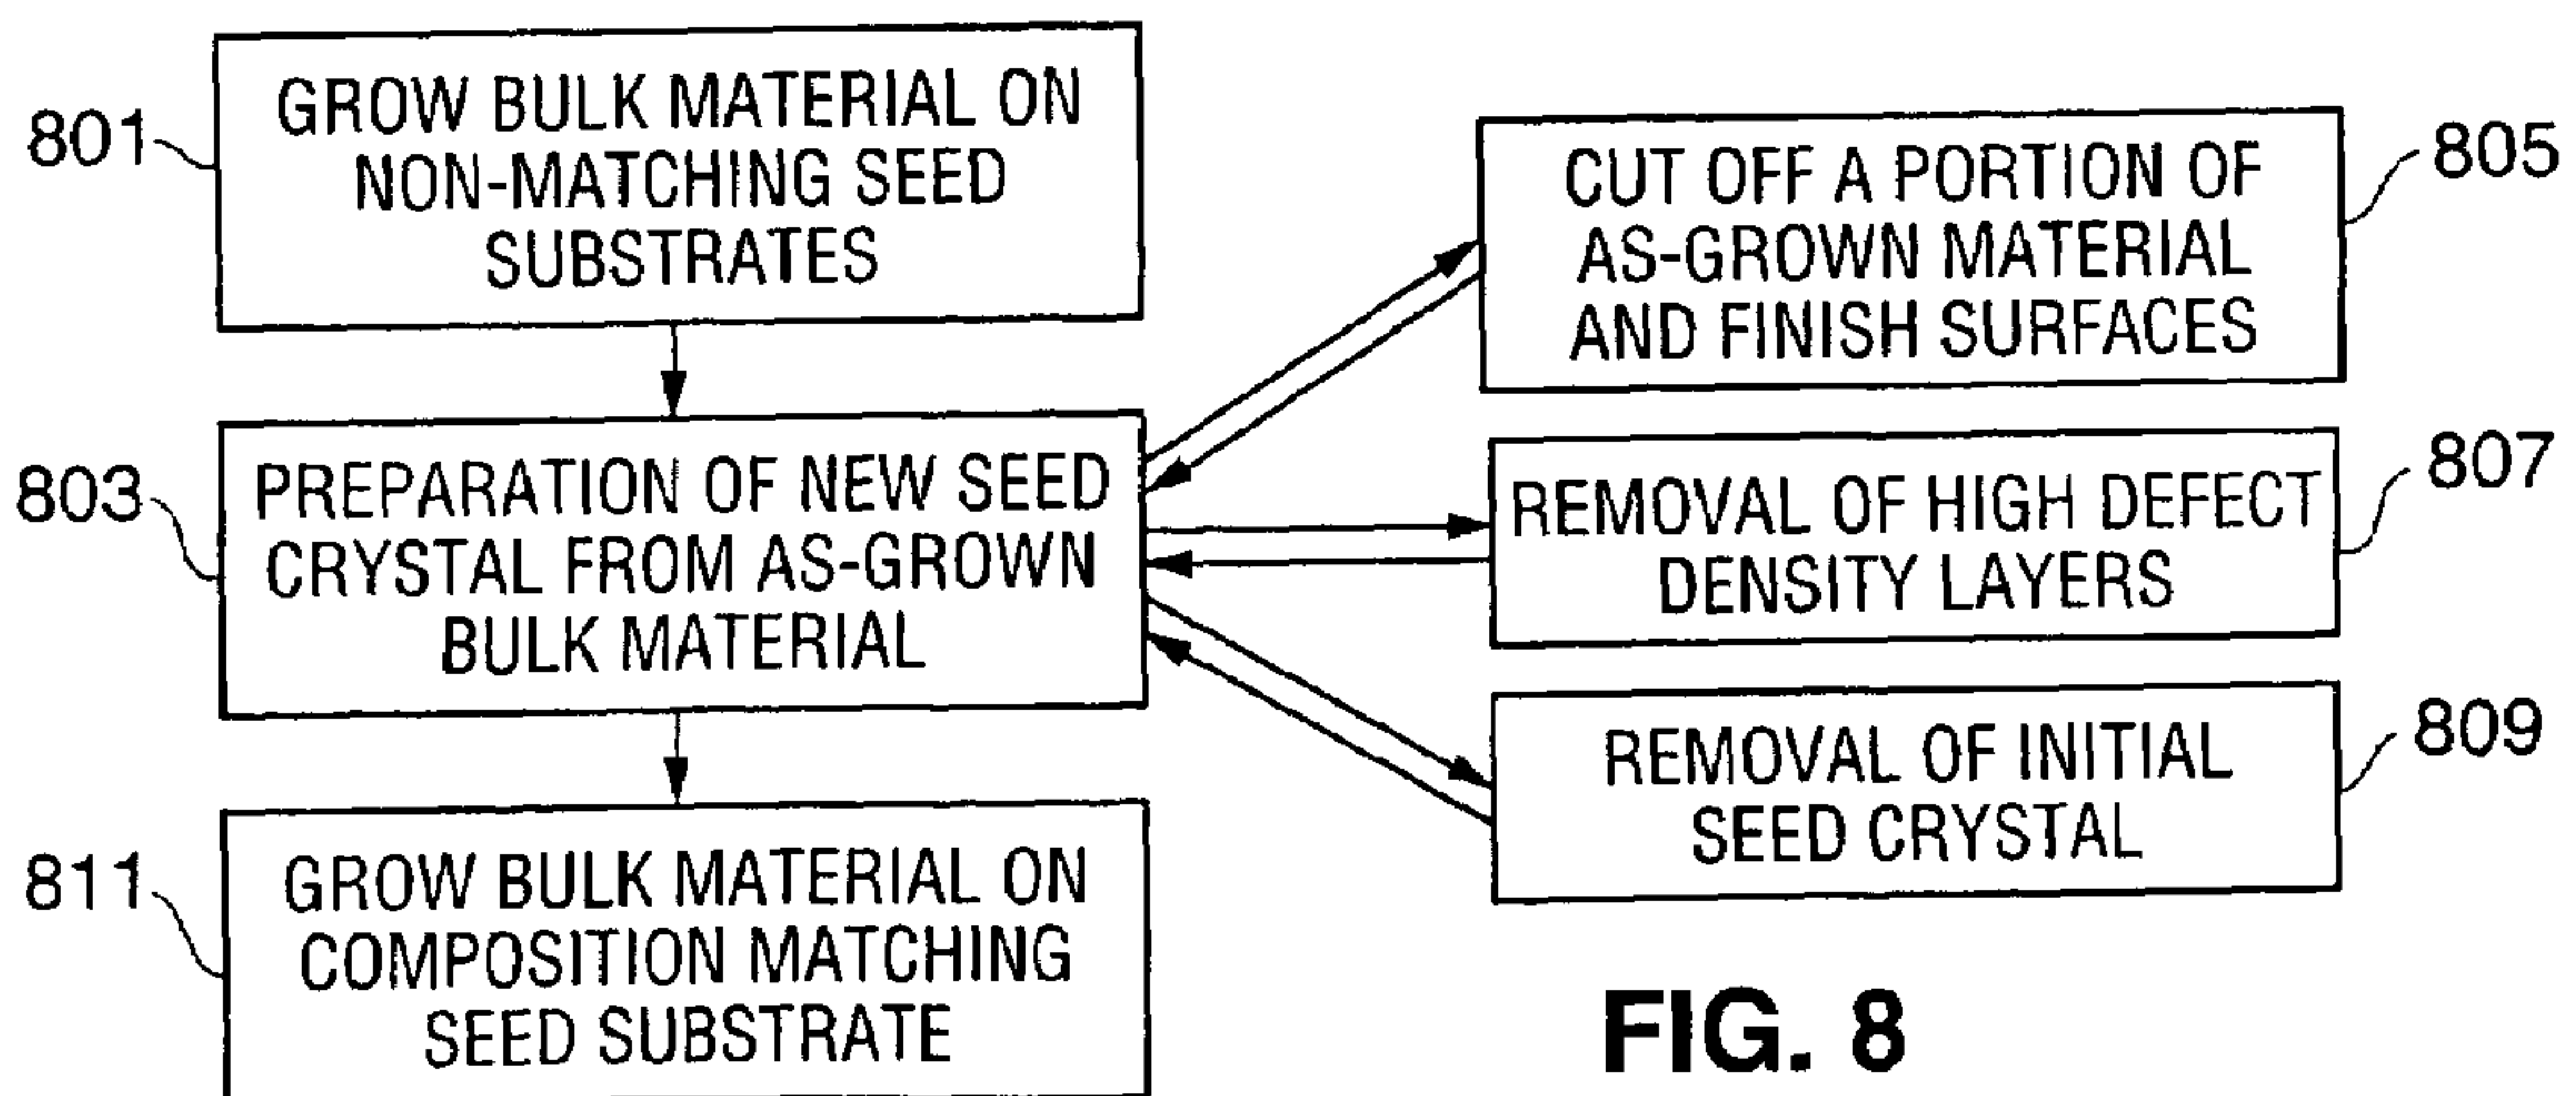 801
GROW BULK MATERIAL ON
NON-MATCHING SEED
SUBSTRATES
803
PREPARATION OF NEW SEED
CRYSTAL FROM AS-GROWN
BULK MATERIAL
805
CUT OFF A PORTION OF
AS-GROWN MATERIAL
AND FINISH SURFACES
807
REMOVAL OF HIGH DEFECT
DENSITY LAYERS
809
REMOVAL OF INITIAL
SEED CRYSTAL
811
GROW BULK MATERIAL ON
COMPOSITION MATCHING
SEED SUBSTRATE
FIG. 8